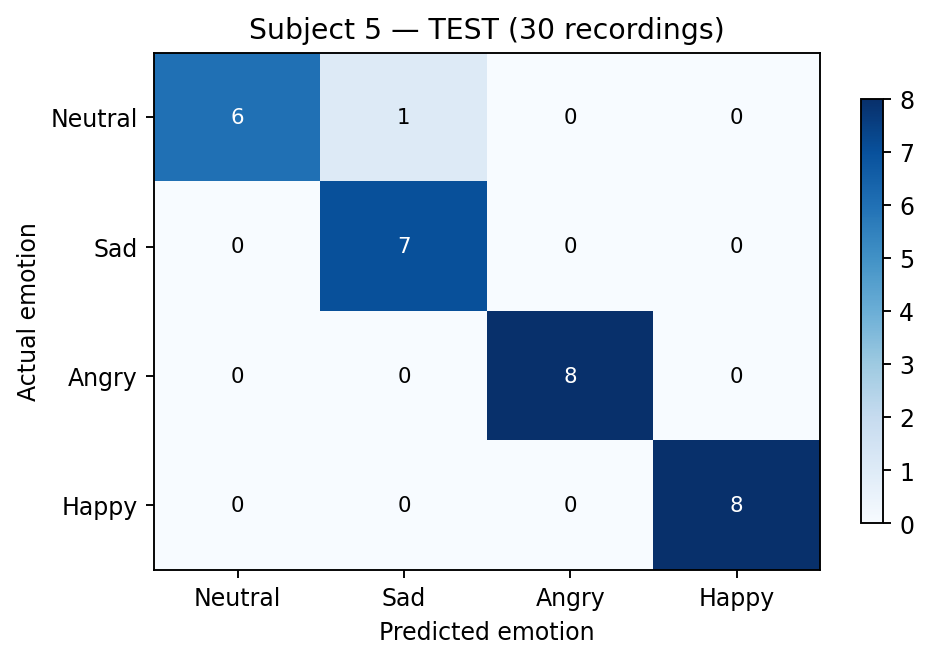 Subject 5 — TEST (30 recordings)
Actual emotion
Neutral 6 1 0 0
Sad 0 7 0 0
Angry 0 0 8 0
Happy 0 0 0 8
Neutral Sad Angry Happy
Predicted emotion
8
7
6
5
4
3
2
1
0